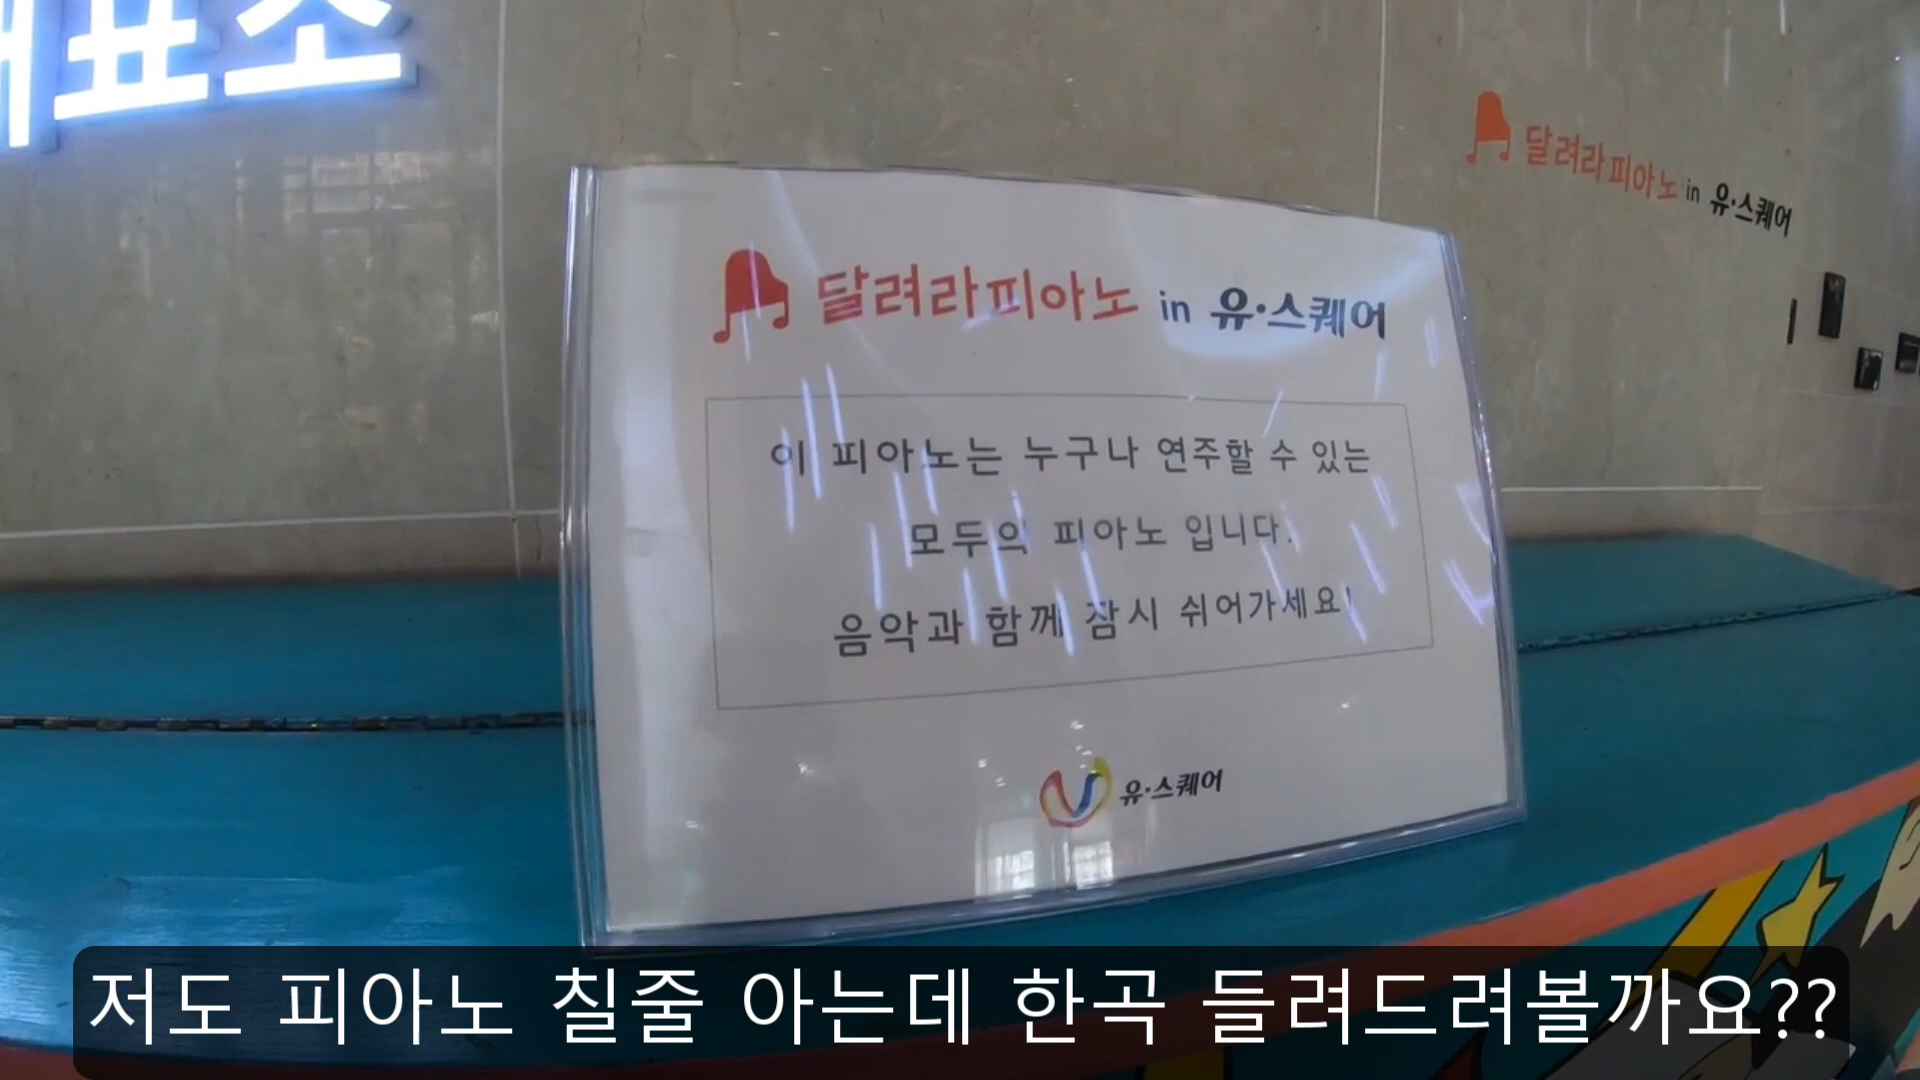 표소
달려라피아노 in 유·스퀘어
달려라피아노 in 유·스퀘어
이 피아노는 누구나 연주할 수 있는
모두의 피아노 입니다.
음악과 함께 잠시 쉬어가세요!
유·스퀘어
저도 피아노 칠줄 아는데 한곡 들려드려볼까요??